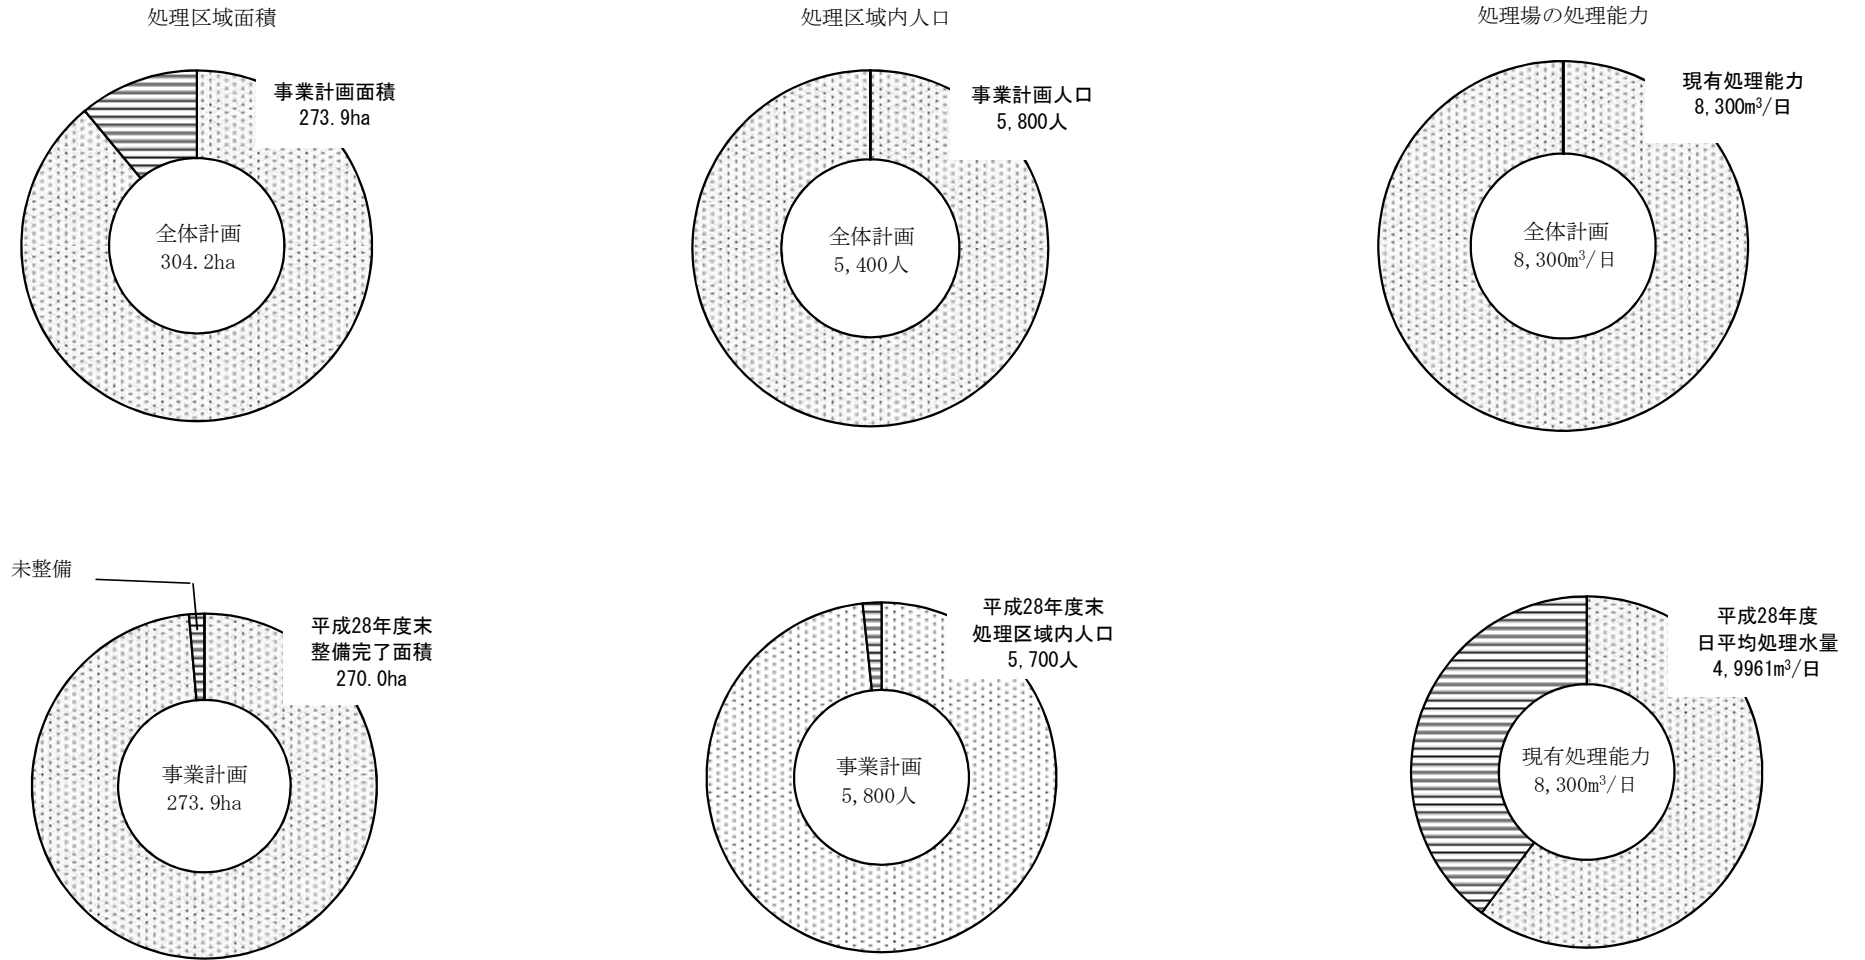 処理区域面積
事業計画面積
273.9ha
全体計画
304.2ha
処理区域内人口
事業計画人口
5,800人
全体計画
5,400人
処理場の処理能力
現有処理能力
8,300m³/日
全体計画
8,300m³/日
未整備
平成28年度末
整備完了面積
270.0ha
事業計画
273.9ha
平成28年度末
処理区域内人口
5,700人
事業計画
5,800人
平成28年度
日平均処理水量
4,9961m³/日
現有処理能力
8,300m³/日